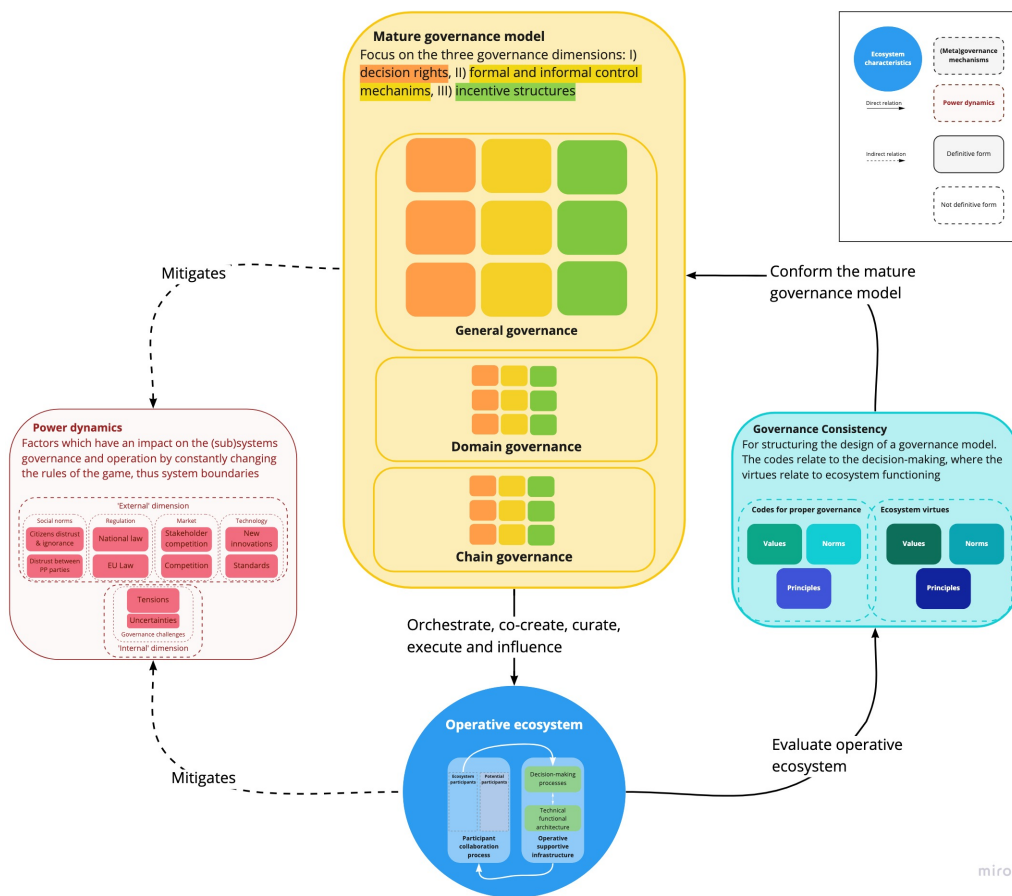 Mature governance model
Focus on the three governance dimensions: I)
decision rights, II) formal and informal control
mechanims, III) incentive structures
General governance
Domain governance
Chain governance
Ecosystem
characteristics
(Meta)governance
mechanisms
Direct relation
Power dynamics
Indirect relation
Definitive form
Not definitive form
Mitigates
Conform the mature
governance model
Power dynamics
Factors which have an impact on the (sub)systems
governance and operation by constantly changing
the rules of the game, thus system boundaries
'External' dimension
Social norms
Regulation
Market
Technology
Citizens distrust
& ignorance
National law
Stakeholder
competition
New
innovations
Distrust between
PP parties
EU Law
Competition
Standards
Tensions
Uncertainties
Governance challenges
'Internal' dimension
Governance Consistency
For structuring the design of a governance model.
The codes relate to the decision-making, where the
virtues relate to ecosystem functioning
Codes for proper governance
Ecosystem virtues
Values
Norms
Principles
Values
Norms
Principles
Orchestrate, co-create, curate,
execute and influence
Operative ecosystem
Ecosystem
participants
Potential
participants
Participant
collaboration
process
Decision-making
processes
Technical
functional
architecture
Operative
supportive
infrastructure
Mitigates
Evaluate operative
ecosystem
miro